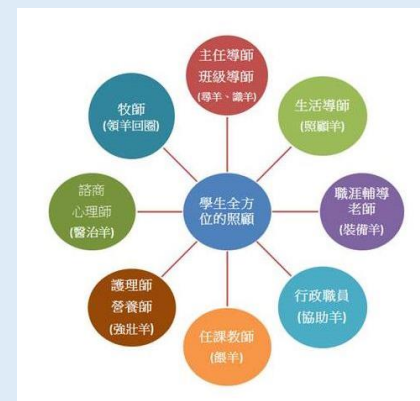 主任導師
班級導師
(尋羊、識羊)
生活導師
(照顧羊)
職涯輔導
老師
(裝備羊)
行政職員
(協助羊)
任課教師
(餵羊)
護理師
營養師
(強壯羊)
諮商
心理師
(醫治羊)
牧師
(領羊回圈)
學生全方
位的照顧